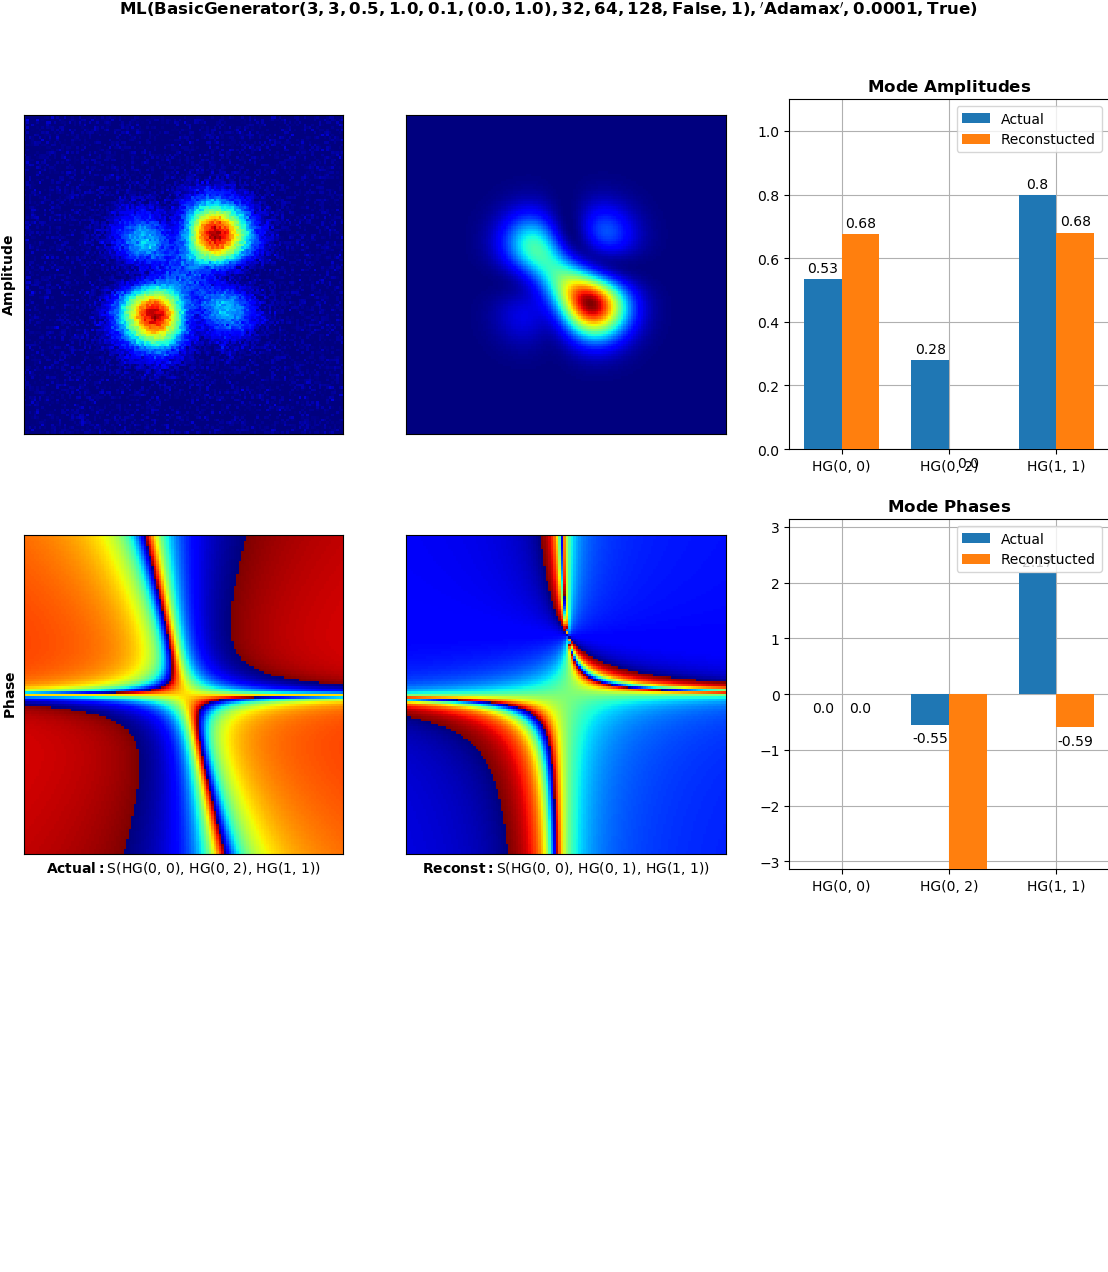 ML(BasicGenerator(3, 3, 0.5, 1.0, 0.1, (0.0, 1.0), 32, 64, 128, False, 1), 'Adamax', 0.0001, True)
Amplitude
Mode Amplitudes
Actual
Reconstucted
1.0
0.8
0.6
0.4
0.2
0.0
0.53
0.68
0.28
0.0
0.8
0.68
HG(0, 0)
HG(0, 2)
HG(1, 1)
Phase
Actual: S(HG(0, 0), HG(0, 2), HG(1, 1))
Reconst: S(HG(0, 0), HG(0, 1), HG(1, 1))
Mode Phases
Actual
Reconstucted
3
2
1
0
−1
−2
−3
0.0
0.0
-0.55
-0.59
HG(0, 0)
HG(0, 2)
HG(1, 1)